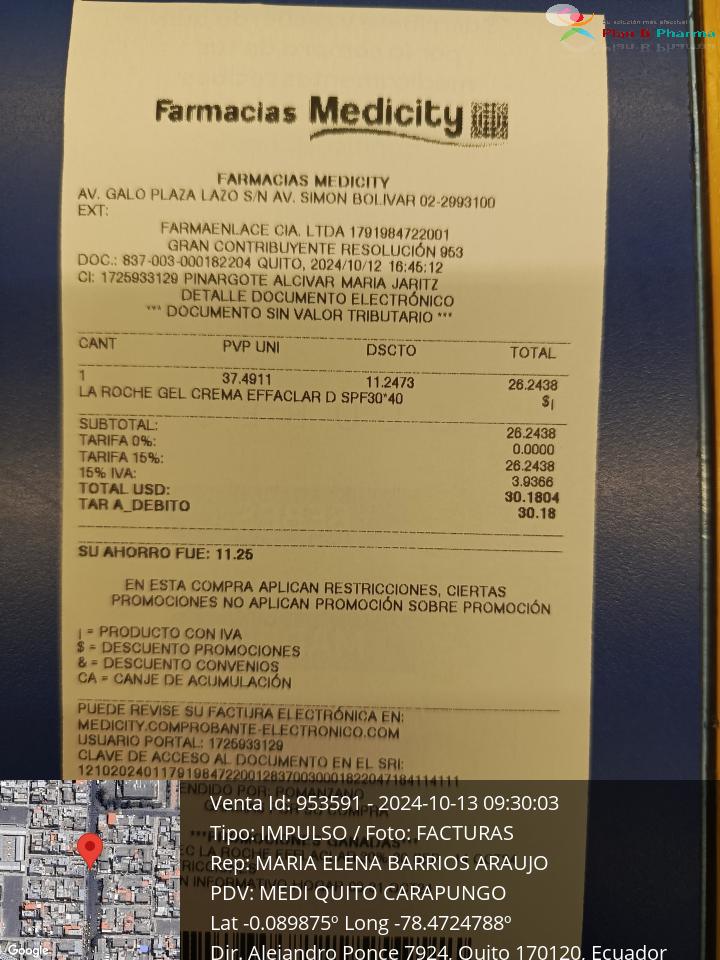 Tu solución más efectiva!
Plan B Pharma
Farmacias Medicity
FARMACIAS MEDICITY
AV. GALO PLAZA LAZO S/N AV. SIMON BOLIVAR 02-2993100
EXT:
FARMAENLACE CIA. LTDA 1791984722001
GRAN CONTRIBUYENTE RESOLUCIÓN 953
DOC.: 837-003-000182204 QUITO, 2024/10/12 16:45:12
CI: 1725933129 PINARGOTE ALCIVAR MARIA JARITZ
DETALLE DOCUMENTO ELECTRÓNICO
*** DOCUMENTO SIN VALOR TRIBUTARIO ***
CANT PVP UNI DSCTO TOTAL
1 37.4911 11.2473 26.2438
LA ROCHE GEL CREMA EFFACLAR D SPF30*40 $¡
SUBTOTAL: 26.2438
TARIFA 0%: 0.0000
TARIFA 15%: 26.2438
15% IVA: 3.9366
TOTAL USD: 30.1804
TAR A_DEBITO 30.18
SU AHORRO FUE: 11.25
EN ESTA COMPRA APLICAN RESTRICCIONES, CIERTAS
PROMOCIONES NO APLICAN PROMOCIÓN SOBRE PROMOCIÓN
¡ = PRODUCTO CON IVA
$ = DESCUENTO PROMOCIONES
& = DESCUENTO CONVENIOS
CA = CANJE DE ACUMULACIÓN
PUEDE REVISE SU FACTURA ELECTRÓNICA EN:
MEDICITY.COMPROBANTE-ELECTRONICO.COM
USUARIO PORTAL: 1725933129
CLAVE DE ACCESO AL DOCUMENTO EN EL SRI:
Venta Id: 953591 - 2024-10-13 09:30:03
Tipo: IMPULSO / Foto: FACTURAS
Rep: MARIA ELENA BARRIOS ARAUJO
PDV: MEDI QUITO CARAPUNGO
Lat -0.089875º Long -78.4724788º
Dir. Alejandro Ponce 7924, Quito 170120, Ecuador
Google